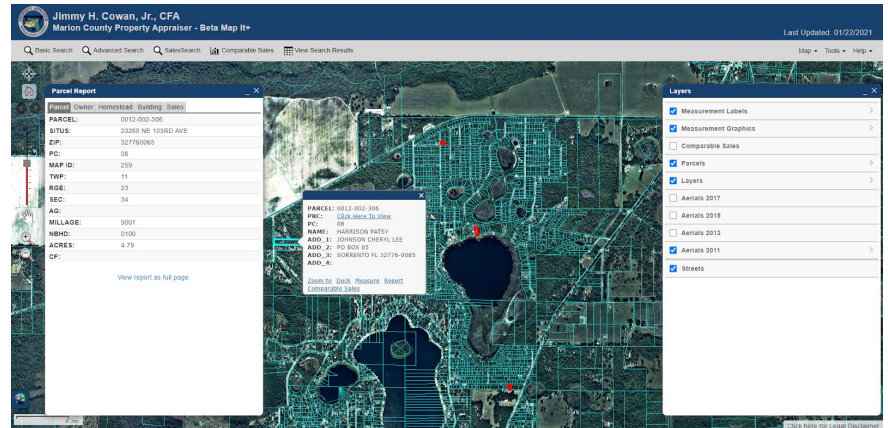 Jimmy H. Cowan, Jr., CFA
Marion County Property Appraiser - Beta Map It+
Last Updated: 01/22/2021
Basic Search Advanced Search SalesSearch Comparable Sales View Search Results
Map Tools Help
Parcel Report
Parcel Owner Homestead Building Sales
PARCEL: 0012-002-306
SITUS: 23285 NE 103RD AVE
ZIP: 327760065
PC: 08
MAP ID: 259
TWP: 11
RGE: 23
SEC: 34
AG:
MILLAGE: 9001
NBHD: 0100
ACRES: 4.79
CF:
View report as full page.
PARCEL: 0012-002-306
PRC: Click Here To View
PC: 08
NAME: HARRISON PATSY
ADD_1: JOHNSON CHERYL LEE
ADD_2: PO BOX 65
ADD_3: SORRENTO FL 32776-0065
ADD_4:
Zoom to Dock Measure Report
Comparable Sales
Layers
Measurement Labels
Measurement Graphics
Comparable Sales
Parcels
Layers
Aerials 2017
Aerials 2013
Aerials 2011
Streets
Click here for Legal Disclaimer